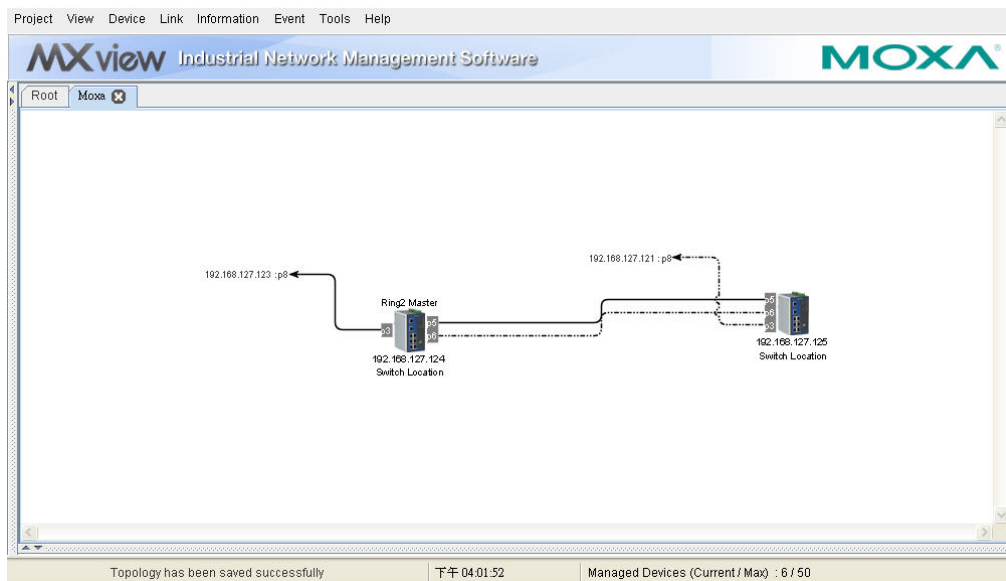 Project View Device Link Information Event Tools Help
MXview Industrial Network Management Software
MOXA®
Root Moxa
192.168.127.121 :p8
192.168.127.123 :p8
Ring2 Master
p3 p5
p6
192.168.127.124
Switch Location
p5
p6
p3
192.168.127.125
Switch Location
Topology has been saved successfully 下午 04:01:52 Managed Devices (Current / Max) : 6 / 50